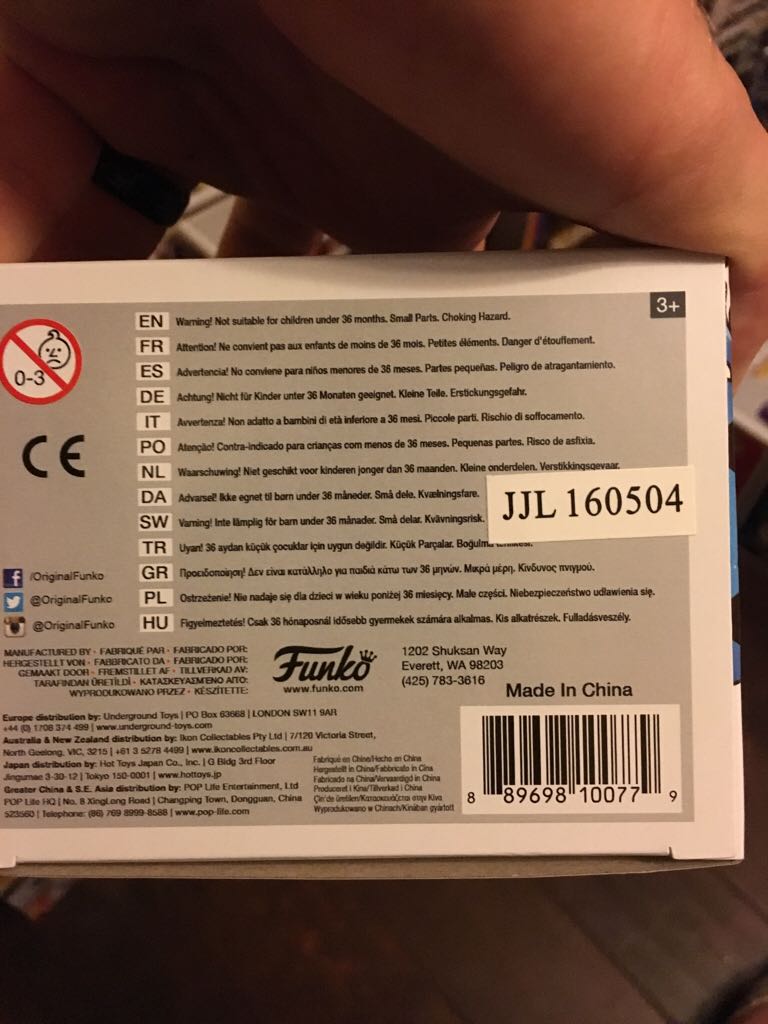 3+
0-3
CE
EN Warning! Not suitable for children under 36 months. Small Parts. Choking Hazard.
FR Attention! Ne convient pas aux enfants de moins de 36 mois. Petites éléments. Danger d'étouffement.
ES Advertencia! No conviene para niños menores de 36 meses. Partes pequeñas. Peligro de atragantamiento.
DE Achtung! Nicht für Kinder unter 36 Monaten geeignet. Kleine Teile. Erstickungsgefahr.
IT Avvertenza! Non adatto a bambini di età inferiore a 36 mesi. Piccole parti. Rischio di soffocamento.
PO Atenção! Contra-indicado para crianças com menos de 36 meses. Pequenas partes. Risco de asfixia.
NL Waarschuwing! Niet geschikt voor kinderen jonger dan 36 maanden. Kleine onderdelen. Verstikkingsgevaar.
DA Advarsel! Ikke egnet til børn under 36 måneder. Små dele. Kvælningsfare.
JJL 160504
SW Varning! Inte lämplig för barn under 36 månader. Små delar. Kvävningsrisk.
TR Uyarı! 36 aydan küçük çocuklar için uygun değildir. Küçük Parçalar.
GR Προειδοποίηση! Δεν είναι κατάλληλο για παιδιά κάτω των 36 μηνών. Μικρά μέρη. Κίνδυνος πνιγμού.
PL Ostrzeżenie! Nie nadaje się dla dzieci w wieku poniżej 36 miesięcy. Małe części. Niebezpieczeństwo udławienia się.
HU Figyelmeztetés! Csak 36 hónaposnál idősebb gyermekek számára alkalmas. Kis alkatrészek. Fulladásveszély.
f /OriginalFunko
@OriginalFunko
@OriginalFunko
MANUFACTURED BY • FABRIQUÉ PAR • FABRICADO POR:
HERGESTELLT VON • FABBRICATO DA • FABRICADO POR:
GEMAAKT DOOR • FREMSTILLET AF • TILLVERKAD AV:
TARAFINDAN ÜRETİLDİ • ΚΑΤΑΣΚΕΥΑΖΜΕΝΟ ΑΠΟ:
WYPRODUKOWANO PRZEZ • KÉSZÍTETTE:
Funko
www.funko.com
1202 Shuksan Way
Everett, WA 98203
(425) 783-3616
Made In China
Europe distribution by: Underground Toys | PO Box 63668 | LONDON SW11 9AR
+44 (0) 1708 374 499 | www.underground-toys.com
Australia & New Zealand distribution by: Ikon Collectables Pty Ltd | 7/120 Victoria Street,
North Geelong, VIC, 3215 | +61 3 5278 4499 | www.ikoncollectables.com.au
Japan distribution by: Hot Toys Japan Co., Inc. | G Bldg 3rd Floor
Jingumae 3-30-12 | Tokyo 150-0001 | www.hottoys.jp
Greater China & S.E. Asia distribution by: POP Life Entertainment, Ltd
POP Life HQ | No. 8 XingLong Road | Changping Town, Dongguan, China
523560 | Telephone: (86) 769 8999-8588 | www.pop-life.com
Fabriqué en Chine/Hecho en China
Hergestellt in China/Fabbricato in Cina
Fabricado na China/Vervaardigd in China
Produceret i Kina/Tillverkad i China
Çin'de üretilen/Κατασκευάζεται στην Κίνα
Wyprodukowano w Chinach/Kínában gyártott
8 89698 10077 9